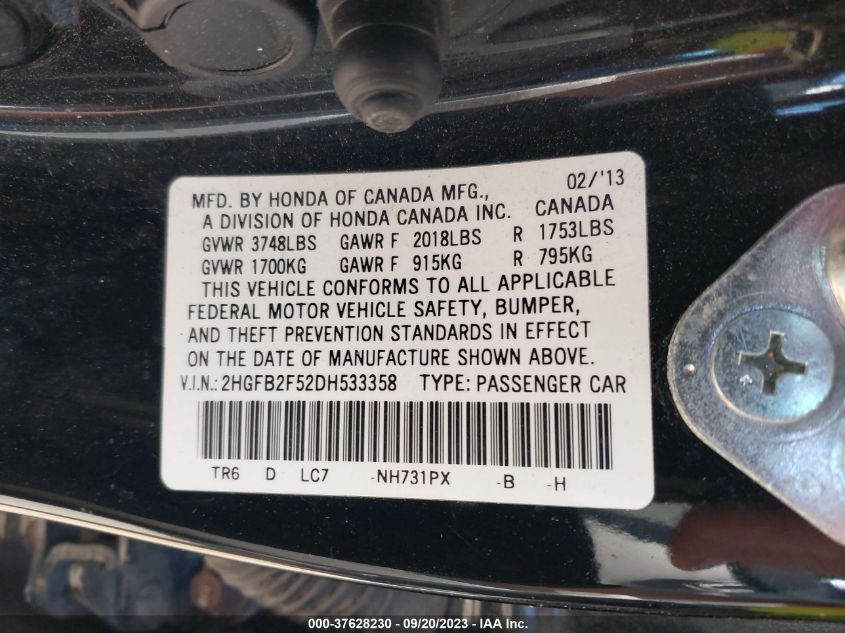 MFD. BY HONDA OF CANADA MFG., 02/'13
A DIVISION OF HONDA CANADA INC. CANADA
GVWR 3748LBS GAWR F 2018LBS R 1753LBS
GVWR 1700KG GAWR F 915KG R 795KG
THIS VEHICLE CONFORMS TO ALL APPLICABLE
FEDERAL MOTOR VEHICLE SAFETY, BUMPER,
AND THEFT PREVENTION STANDARDS IN EFFECT
ON THE DATE OF MANUFACTURE SHOWN ABOVE.
V.I.N.: 2HGFB2F52DH533358 TYPE: PASSENGER CAR
TR6 D LC7 -NH731PX -B -H
000-37628230 - 09/20/2023 - IAA Inc.